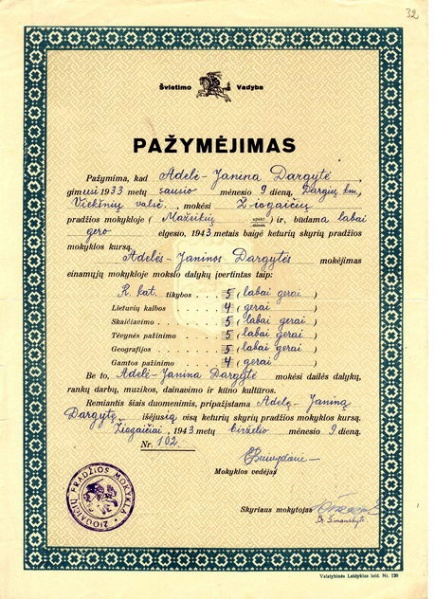 32
Švietimo Vadyba
PAŽYMĖJIMAS
Pažymima, kad Adelė-Janina Dargytė,
gimusi 1933 metų sausio mėnesio 9 dieną, Dargių km,
Viekšnių valsč., mokėsi Žiogaičių
pradžios mokykloje (Mažeikių apskr.) ir, būdama labai
gero elgesio, 1943 metais baigė keturių skyrių pradžios
mokyklos kursą.
Adelės-Janinos Dargytės mokėjimas
einamųjų mokykloje mokslo dalykų įvertintas taip:
R. kat. tikybos 5 (labai gerai)
Lietuvių kalbos 4 (gerai)
Skaičiavimo 5 (labai gerai)
Tėvynės pažinimo 5 (labai gerai)
Geografijos 5 (labai gerai)
Gamtos pažinimo 4 (gerai)
Be to, Adelė-Janina Dargytė mokėsi dailės dalykų,
rankų darbų, muzikos, dainavimo ir kūno kultūros.
Remiantis šiais duomenimis, pripažįstama Adelę-Janiną
Dargytę išėjusią visą keturių skyrių pradžios mokyklos kursą.
Žiogaičiai, 1943 metų birželio mėnesio 9 dieną.
Nr. 102
Mokyklos vedėjas
Skyriaus mokytojas
ŽIOGAIČIŲ PRADŽIOS MOKYKLA
Valstybinės Leidyklos leid. Nr. 120